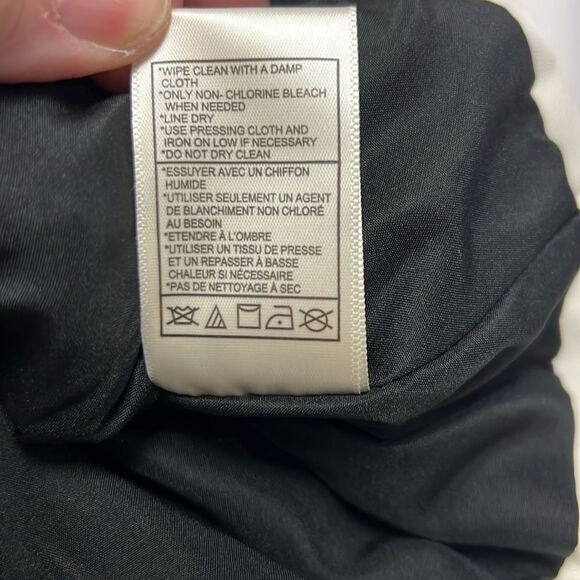 *WIPE CLEAN WITH A DAMP
CLOTH
*ONLY NON- CHLORINE BLEACH
WHEN NEEDED
*LINE DRY
*USE PRESSING CLOTH AND
IRON ON LOW IF NECESSARY
*DO NOT DRY CLEAN
*ESSUYER AVEC UN CHIFFON
HUMIDE
*UTILISER SEULEMENT UN AGENT
DE BLANCHIMENT NON CHLORÉ
AU BESOIN
*ETENDRE À L'OMBRE
*UTILISER UN TISSU DE PRESSE
ET UN REPASSER À BASSE
CHALEUR SI NÉCESSAIRE
*PAS DE NETTOYAGE À SEC